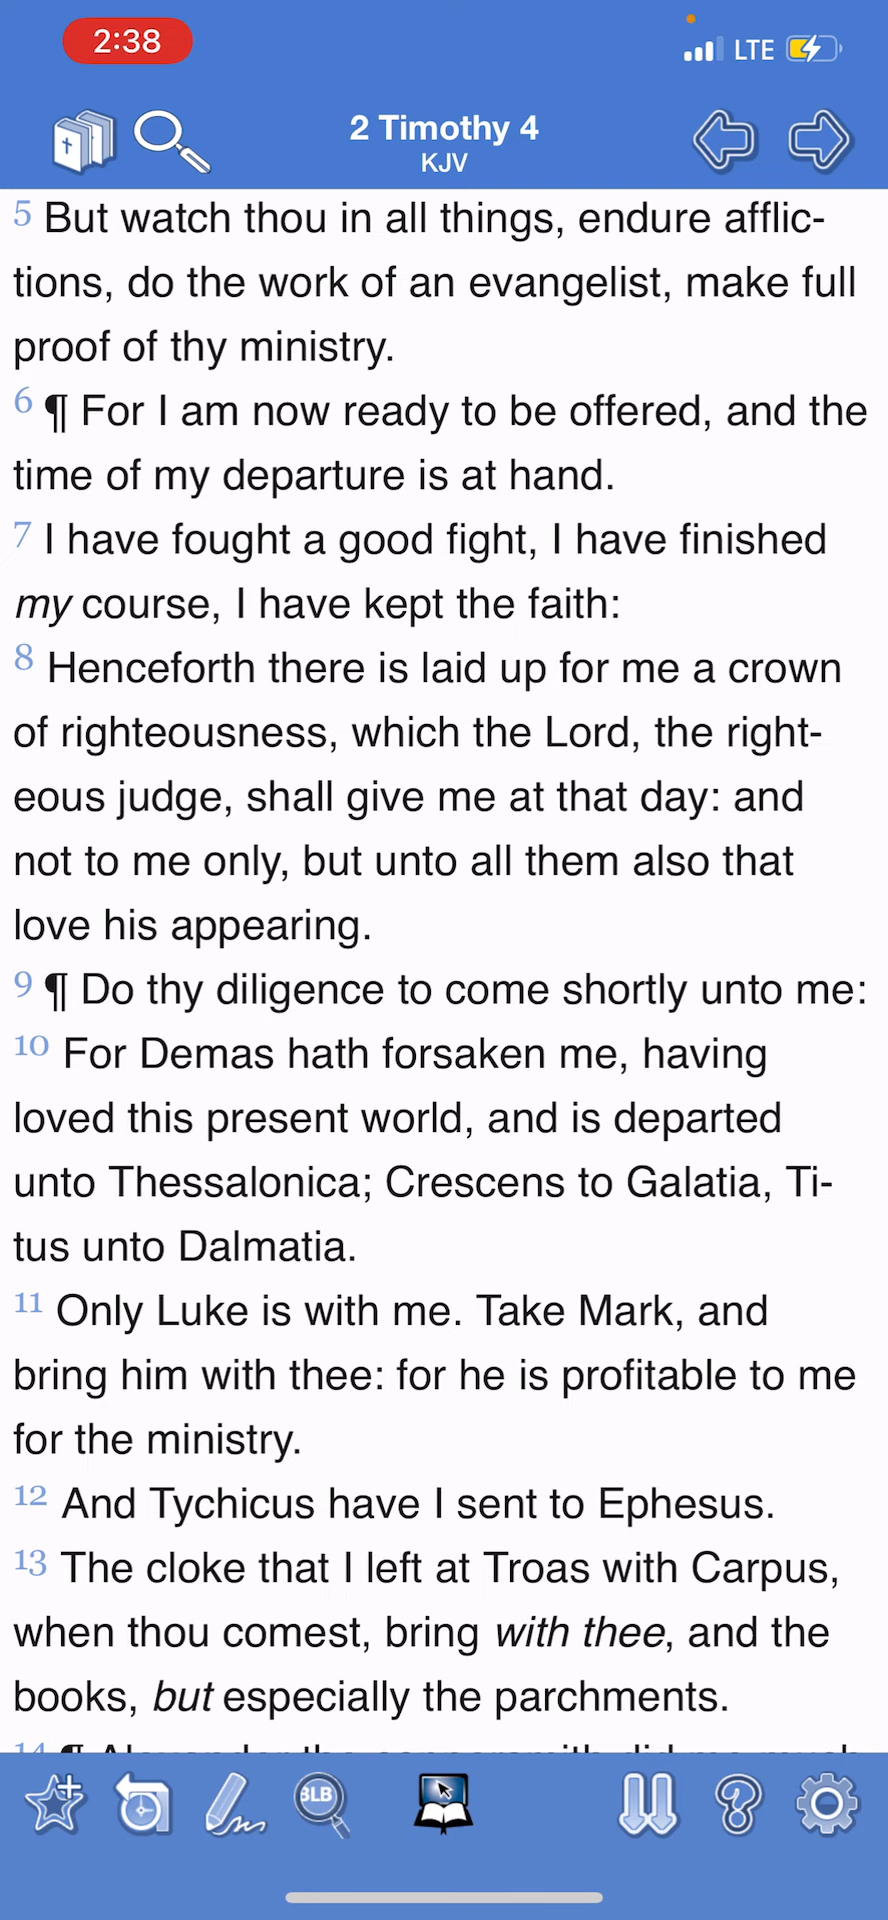 2:38
LTE
2 Timothy 4
KJV
5 But watch thou in all things, endure afflic-
tions, do the work of an evangelist, make full
proof of thy ministry.
6 ¶ For I am now ready to be offered, and the
time of my departure is at hand.
7 I have fought a good fight, I have finished
my course, I have kept the faith:
8 Henceforth there is laid up for me a crown
of righteousness, which the Lord, the right-
eous judge, shall give me at that day: and
not to me only, but unto all them also that
love his appearing.
9 ¶ Do thy diligence to come shortly unto me:
10 For Demas hath forsaken me, having
loved this present world, and is departed
unto Thessalonica; Crescens to Galatia, Ti-
tus unto Dalmatia.
11 Only Luke is with me. Take Mark, and
bring him with thee: for he is profitable to me
for the ministry.
12 And Tychicus have I sent to Ephesus.
13 The cloke that I left at Troas with Carpus,
when thou comest, bring with thee, and the
books, but especially the parchments.
14 ¶ Alexander the coppersmith did me much
BLB